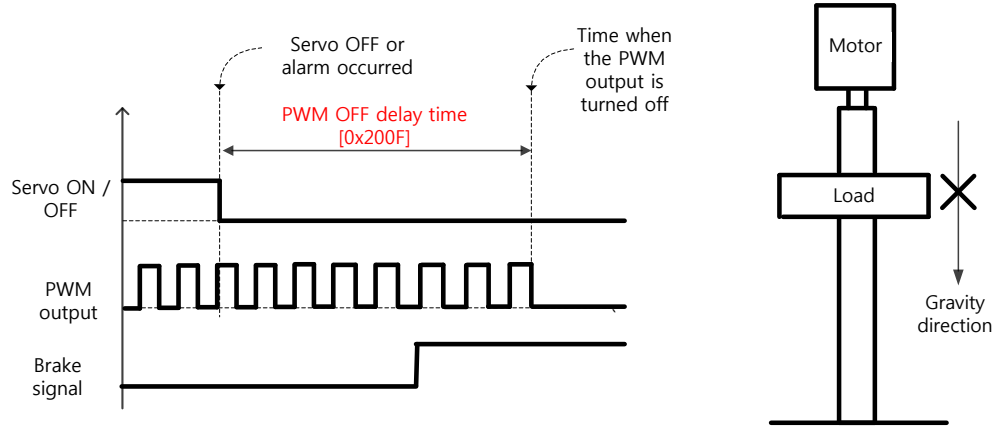 Servo OFF or
alarm occurred
Time when
the PWM
output is
turned off
PWM OFF delay time
[0x200F]
Servo ON /
OFF
PWM
output
Brake
signal
Motor
Load
Gravity
direction